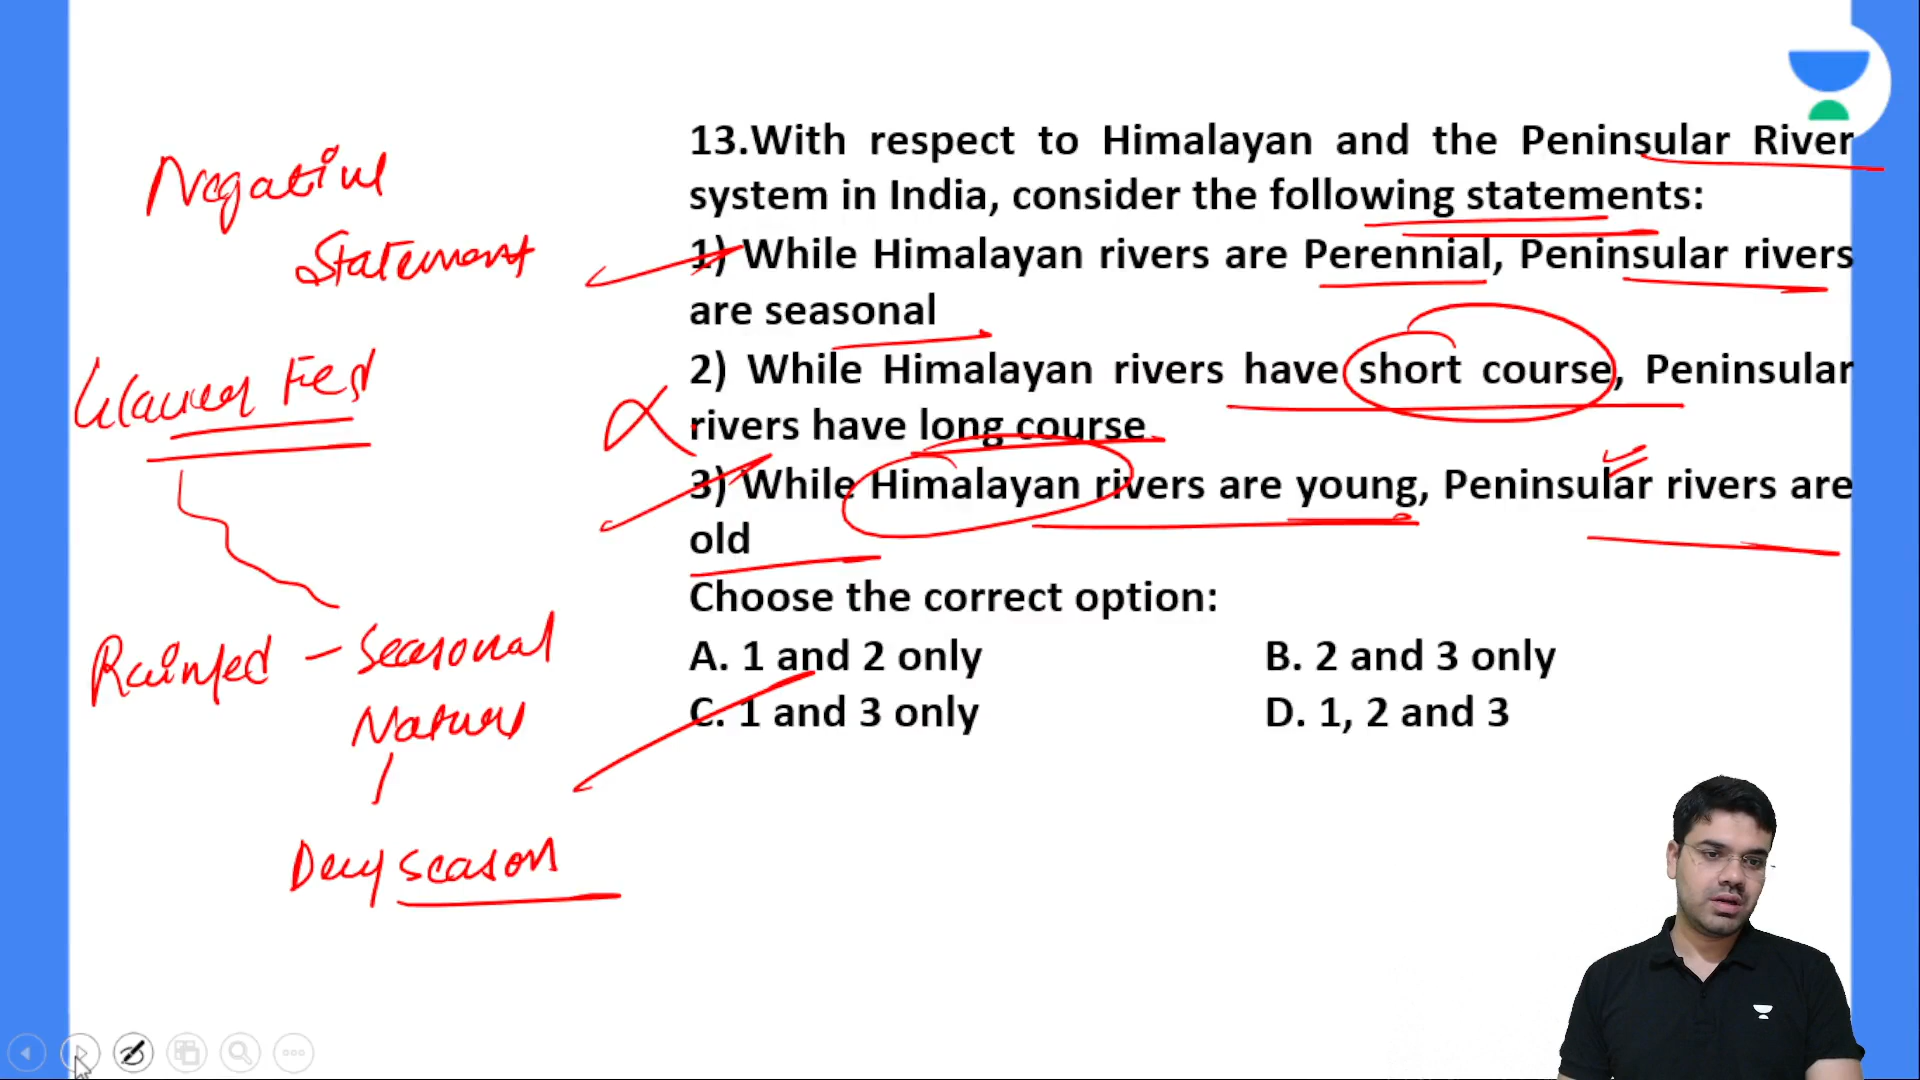 Negative
Statement
Glacier Fed
Rainfed - Seasonal
Nature
Dry season
13.With respect to Himalayan and the Peninsular River
system in India, consider the following statements:
1) While Himalayan rivers are Perennial, Peninsular rivers
are seasonal
2) While Himalayan rivers have short course, Peninsular
rivers have long course
3) While Himalayan rivers are young, Peninsular rivers are
old
Choose the correct option:
A. 1 and 2 only B. 2 and 3 only
C. 1 and 3 only D. 1, 2 and 3